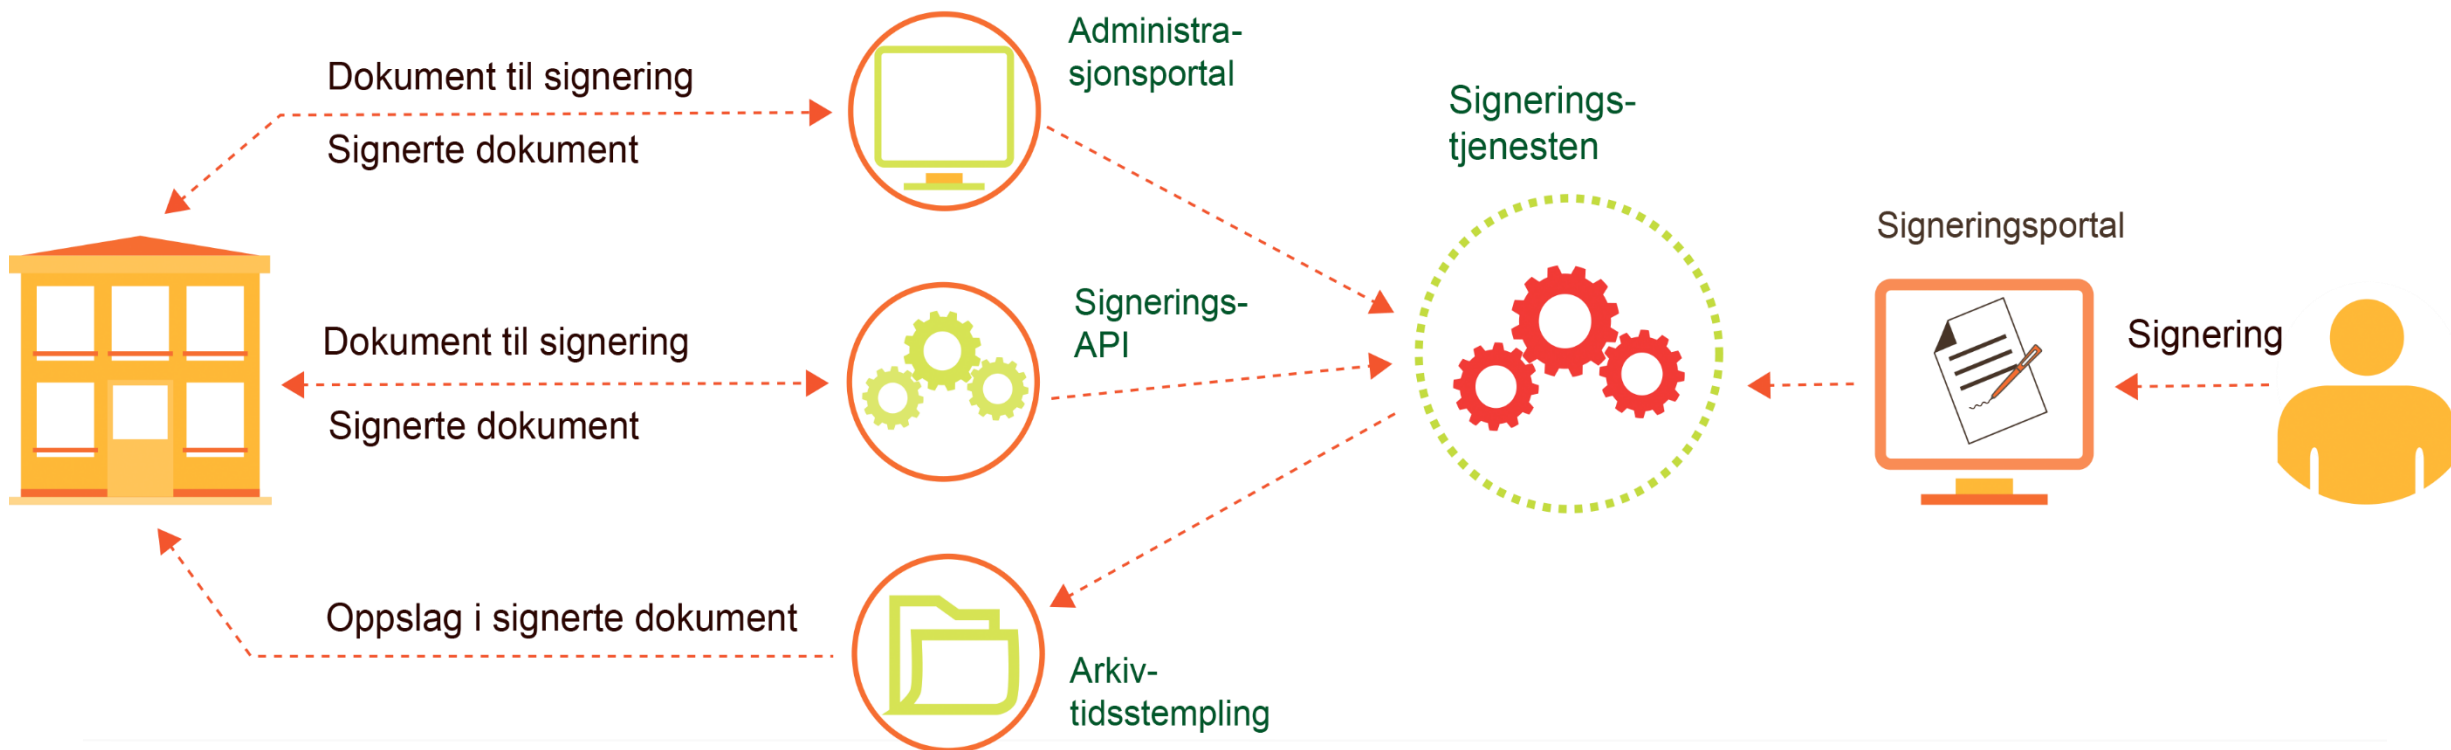 Dokument til signering
Signerte dokument
Administra-
sjonsportal
Signerings-
tjenesten
Signeringsportal
Dokument til signering
Signerte dokument
Signerings-
API
Signering
Oppslag i signerte dokument
Arkiv-
tidsstempling